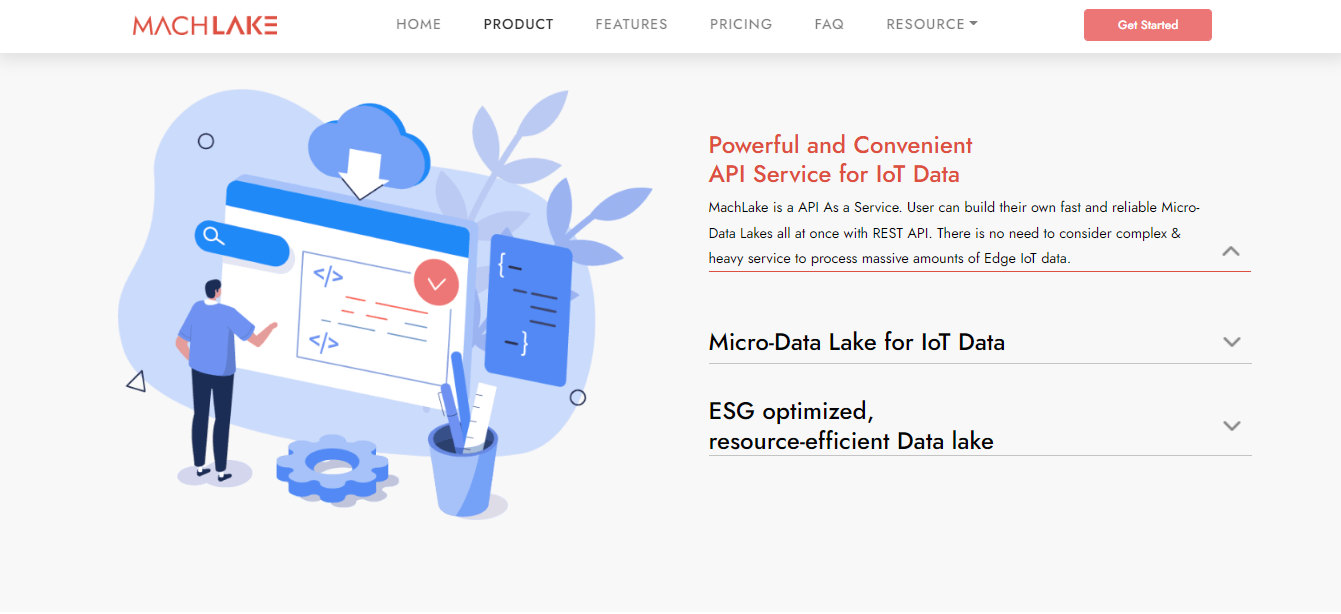 MACHLAKE
HOME
PRODUCT
FEATURES
PRICING
FAQ
RESOURCE
Get Started
Powerful and Convenient
API Service for IoT Data
MachLake is a API As a Service. User can build their own fast and reliable Micro-
Data Lakes all at once with REST API. There is no need to consider complex &
heavy service to process massive amounts of Edge IoT data.
Micro-Data Lake for IoT Data
ESG optimized,
resource-efficient Data lake